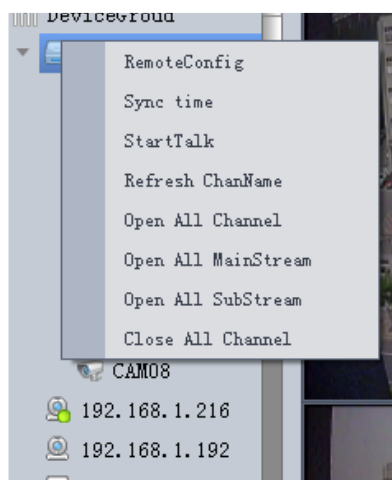 DeviceGroud
RemoteConfig
Sync time
StartTalk
Refresh ChanName
Open All Channel
Open All MainStream
Open All SubStream
Close All Channel
CAM08
192.168.1.216
192.168.1.192